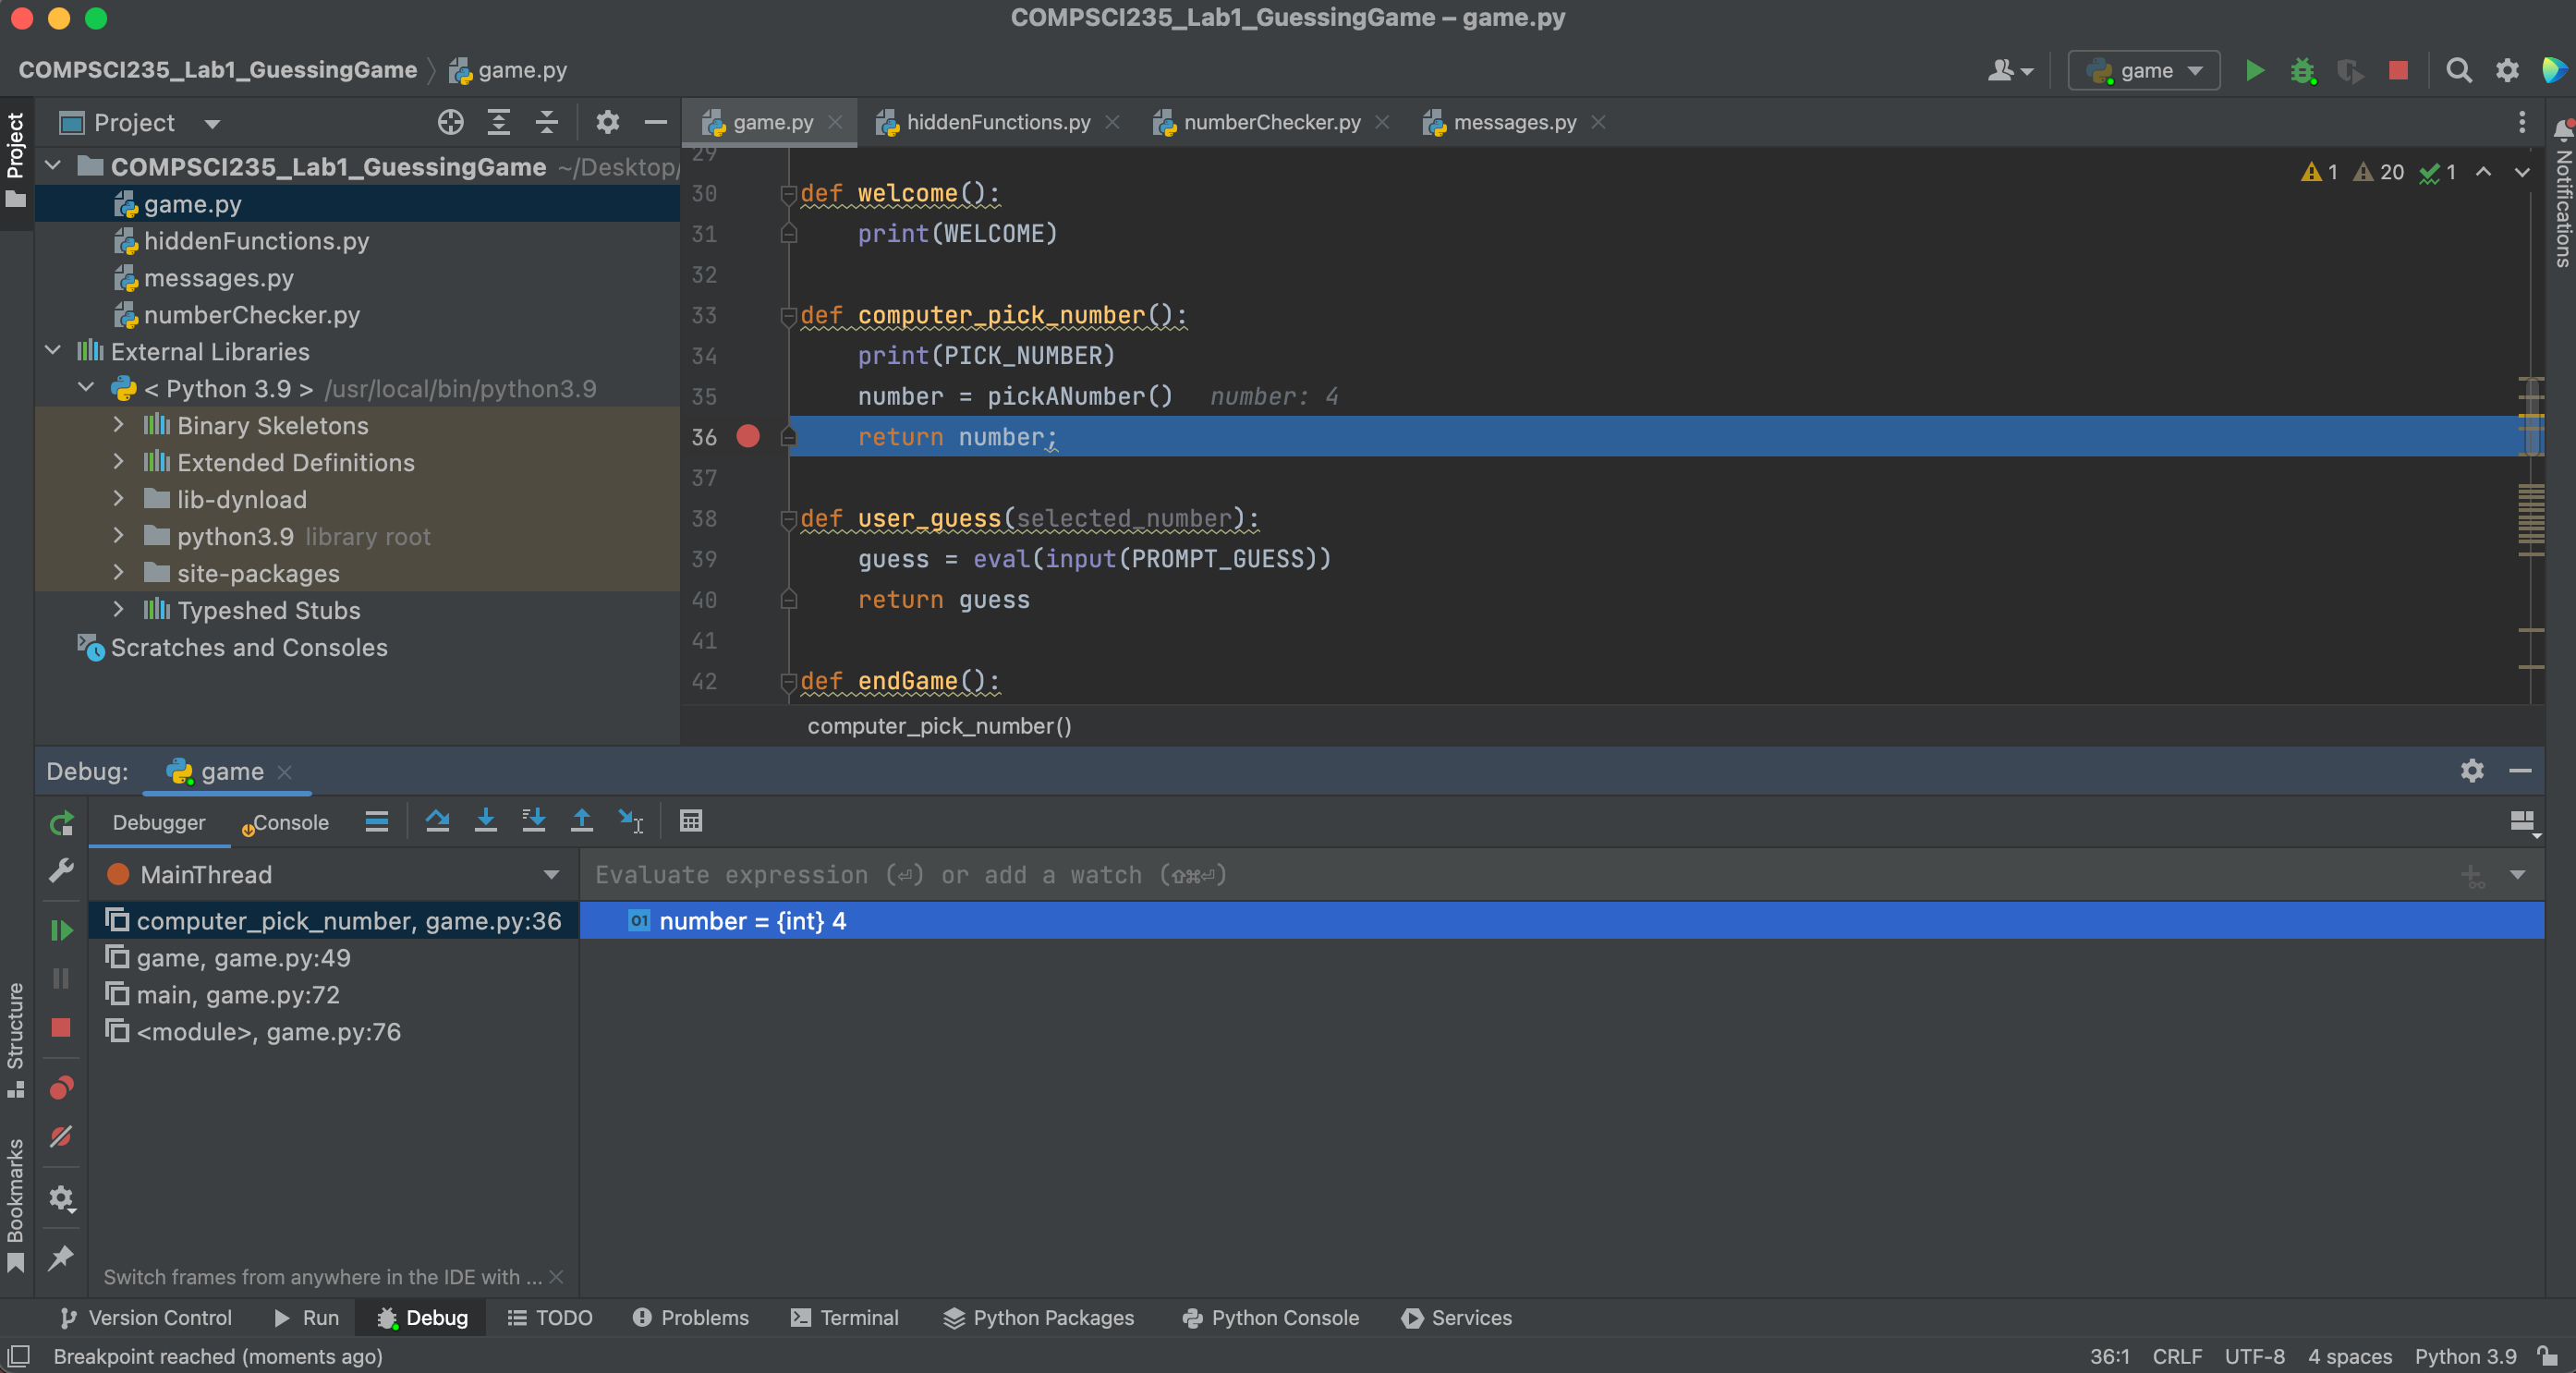 COMPSCI235_Lab1_GuessingGame – game.py
COMPSCI235_Lab1_GuessingGame
game.py
game
Project
Project
game.py
hiddenFunctions.py
numberChecker.py
messages.py
Notifications
COMPSCI235_Lab1_GuessingGame ~/Desktop/
game.py
hiddenFunctions.py
messages.py
numberChecker.py
External Libraries
< Python 3.9 > /usr/local/bin/python3.9
Binary Skeletons
Extended Definitions
lib-dynload
python3.9 library root
site-packages
Typeshed Stubs
Scratches and Consoles
1 20 1
29
30 def welcome():
31 print(WELCOME)
32
33 def computer_pick_number():
34 print(PICK_NUMBER)
35 number = pickANumber() number: 4
36 return number;
37
38 def user_guess(selected_number):
39 guess = eval(input(PROMPT_GUESS))
40 return guess
41
42 def endGame():
computer_pick_number()
Debug: game
Debugger
Console
MainThread
Evaluate expression (⏎) or add a watch (⇧⌘⏎)
computer_pick_number, game.py:36
game, game.py:49
main, game.py:72
<module>, game.py:76
01 number = {int} 4
Structure
Bookmarks
Switch frames from anywhere in the IDE with ...
Version Control
Run
Debug
TODO
Problems
Terminal
Python Packages
Python Console
Services
Breakpoint reached (moments ago)
36:1 CRLF UTF-8 4 spaces Python 3.9